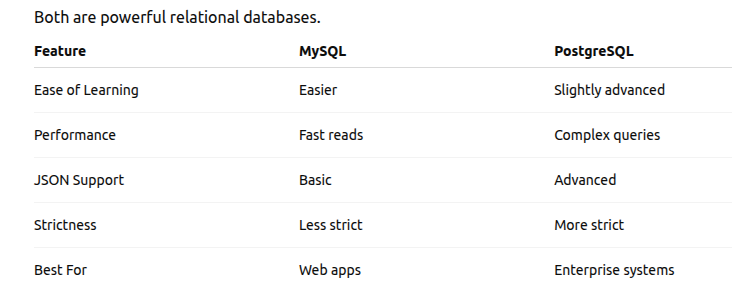 Both are powerful relational databases.
Feature MySQL PostgreSQL
Ease of Learning Easier Slightly advanced
Performance Fast reads Complex queries
JSON Support Basic Advanced
Strictness Less strict More strict
Best For Web apps Enterprise systems